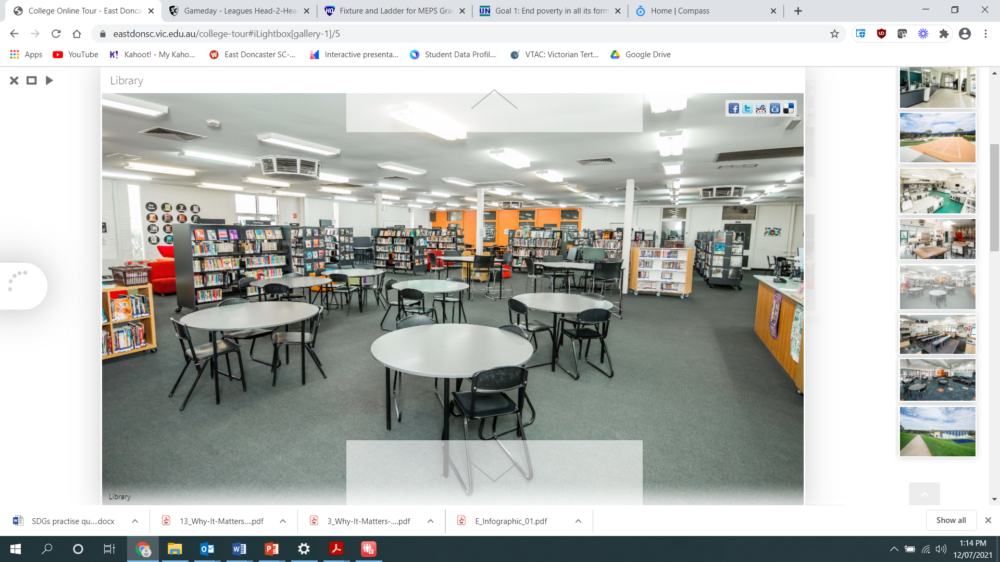 College Online Tour - East Donca
Gameday - Leagues Head-2-Hea
Fixture and Ladder for MEPS Gra
Goal 1: End poverty in all its form
Home | Compass
eastdonsc.vic.edu.au/college-tour#iLightbox[gallery-1]/5
Apps
YouTube
Kahoot! - My Kaho...
East Doncaster SC-...
Interactive presenta...
Student Data Profil...
VTAC: Victorian Tert...
Google Drive
Library
Humour
RELAX
Library
SDGs practise qu....docx
13_Why-It-Matters....pdf
3_Why-It-Matters-....pdf
E_Infographic_01.pdf
Show all
1:14 PM
12/07/2021